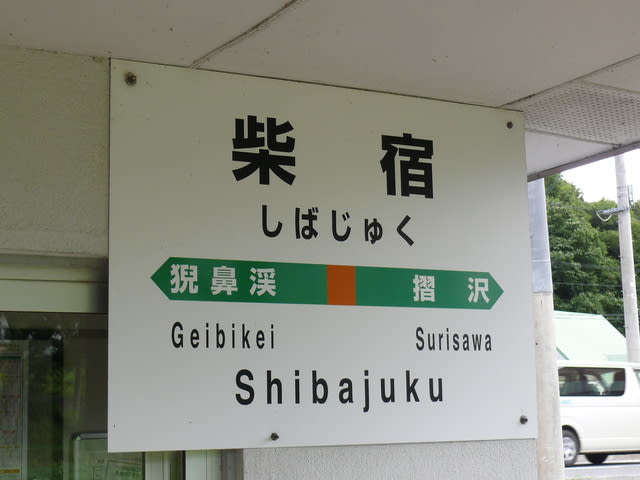 柴宿
しばじゅく
猊鼻渓 摺沢
Geibikei Surisawa
Shibajuku